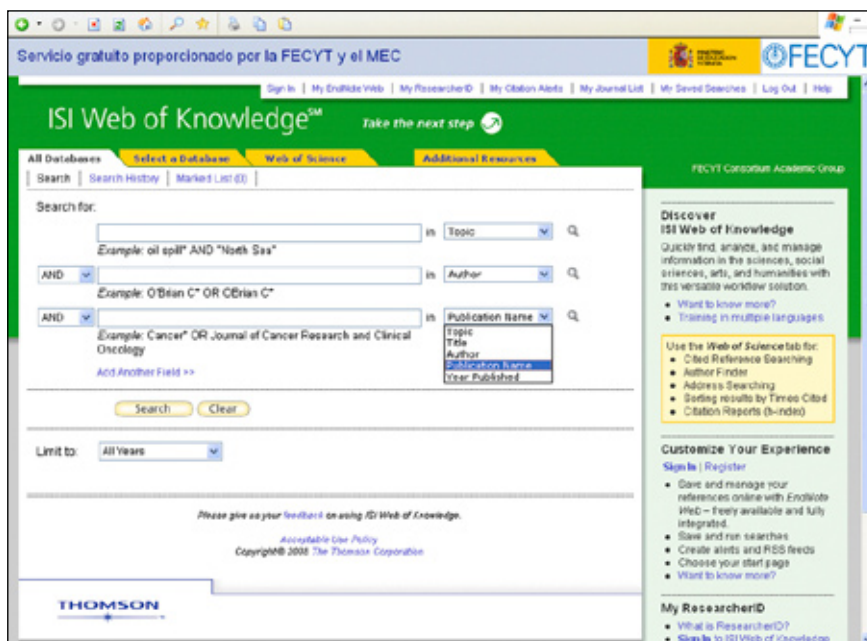 Servicio gratuito proporcionado por la FECYT y el MEC
FECYT
Sign In | My EndNote Web | My ResearcherID | My Citation Alerts | My Journal List | My Saved Searches | Log Out | Help
ISI Web of Knowledge℠ Take the next step
All Databases Select a Database Web of Science Additional Resources
FECYT Consortium Academic Group
Search | Search History | Marked List (0) |
Search for:
in Topic
Example: oil spill* AND "North Sea"
AND in Author
Example: O'Brian C* OR OBrian C*
AND in Publication Name
Example: Cancer* OR Journal of Cancer Research and Clinical
Oncology
Topic
Title
Author
Publication Name
Year Published
Add Another Field >>
Search Clear
Limit to: All Years
Please give us your feedback on using ISI Web of Knowledge.
Acceptable Use Policy
Copyright© 2008 The Thomson Corporation
THOMSON
Discover
ISI Web of Knowledge
Quickly find, analyze, and manage
information in the sciences, social
sciences, arts, and humanities with
this versatile workflow solution.
Want to know more?
Training in multiple languages
Use the Web of Science tab for:
Cited Reference Searching
Author Finder
Address Searching
Sorting results by Times Cited
Citation Reports (h-index)
Customize Your Experience
Sign In | Register
Save and manage your
references online with EndNote
Web – freely available and fully
integrated.
Save and run searches
Create alerts and RSS feeds
Choose your start page
Want to know more?
My ResearcherID
What is ResearcherID?
Sign In to ISI Web of Knowledge